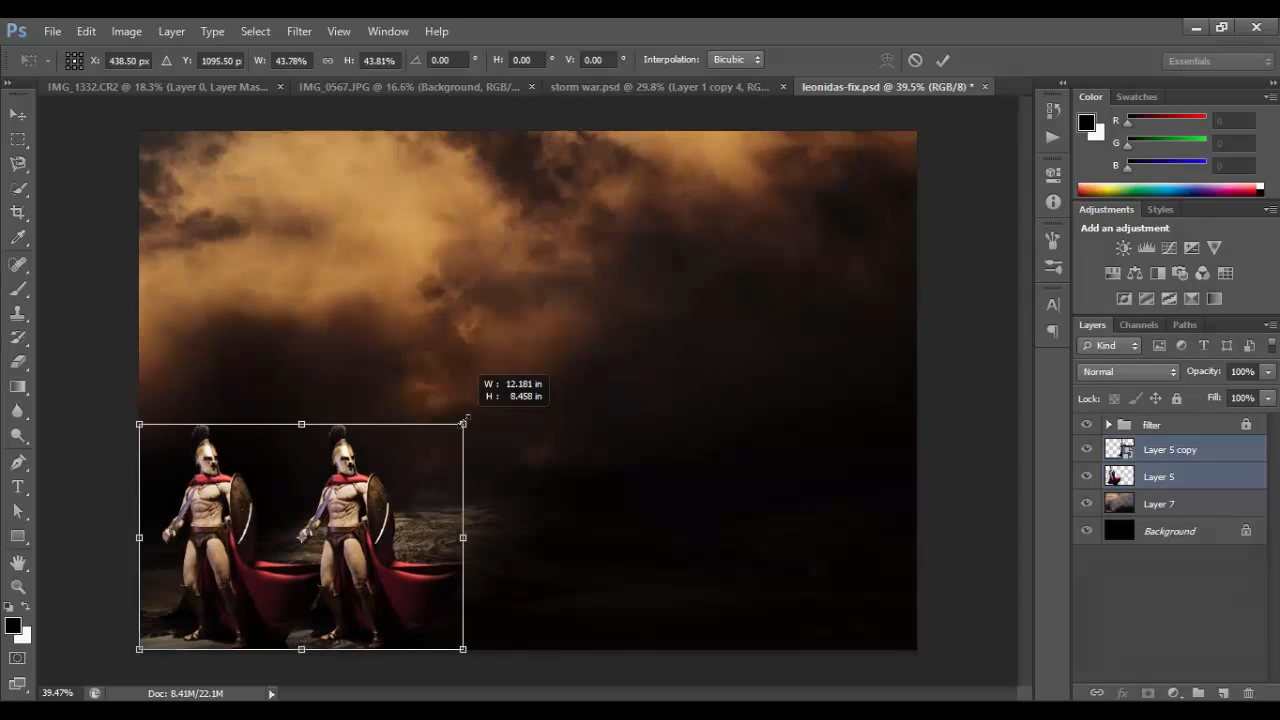 Ps File Edit Image Layer Type Select Filter View Window Help
X: 438.50 px Y: 1095.50 p W: 43.78% H: 43.81% 0.00 ° H: 0.00 ° V: 0.00 ° Interpolation: Bicubic Essentials
IMG_1332.CR2 @ 18.3% (Layer 0, Layer Mas... × IMG_0567.JPG @ 16.6% (Background, RGB/... × storm war.psd @ 29.8% (Layer 1 copy 4, RG... × leonidas-fix.psd @ 39.5% (RGB/8) * ×
Color Swatches
R 0
G 0
B 0
Adjustments Styles
Add an adjustment
Layers Channels Paths
Kind
Normal Opacity: 100%
Lock: Fill: 100%
filter
Layer 5 copy
Layer 5
Layer 7
Background
W : 12.181 in
H : 8.458 in
39.47% Doc: 8.41M/22.1M